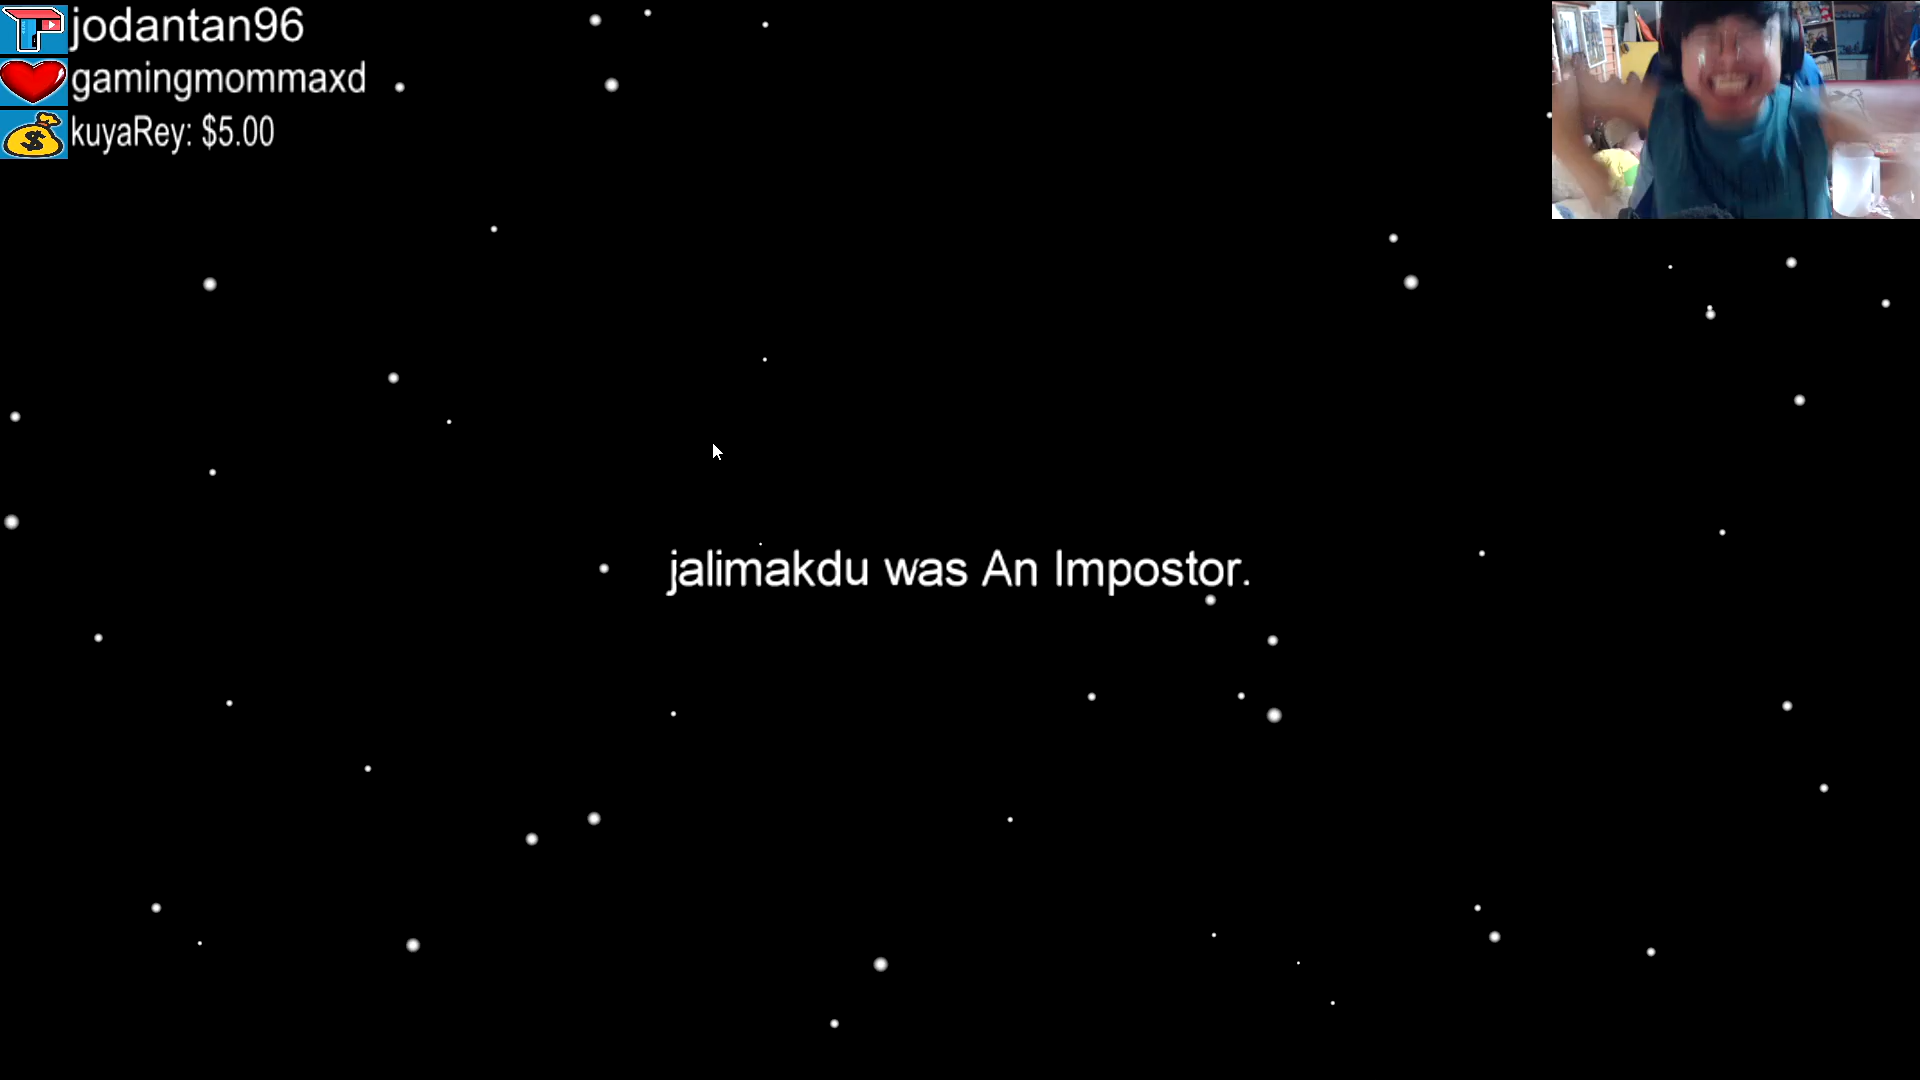 jodantan96
gamingmommaxd
kuyaRey: $5.00
jalimakdu was An Impostor.